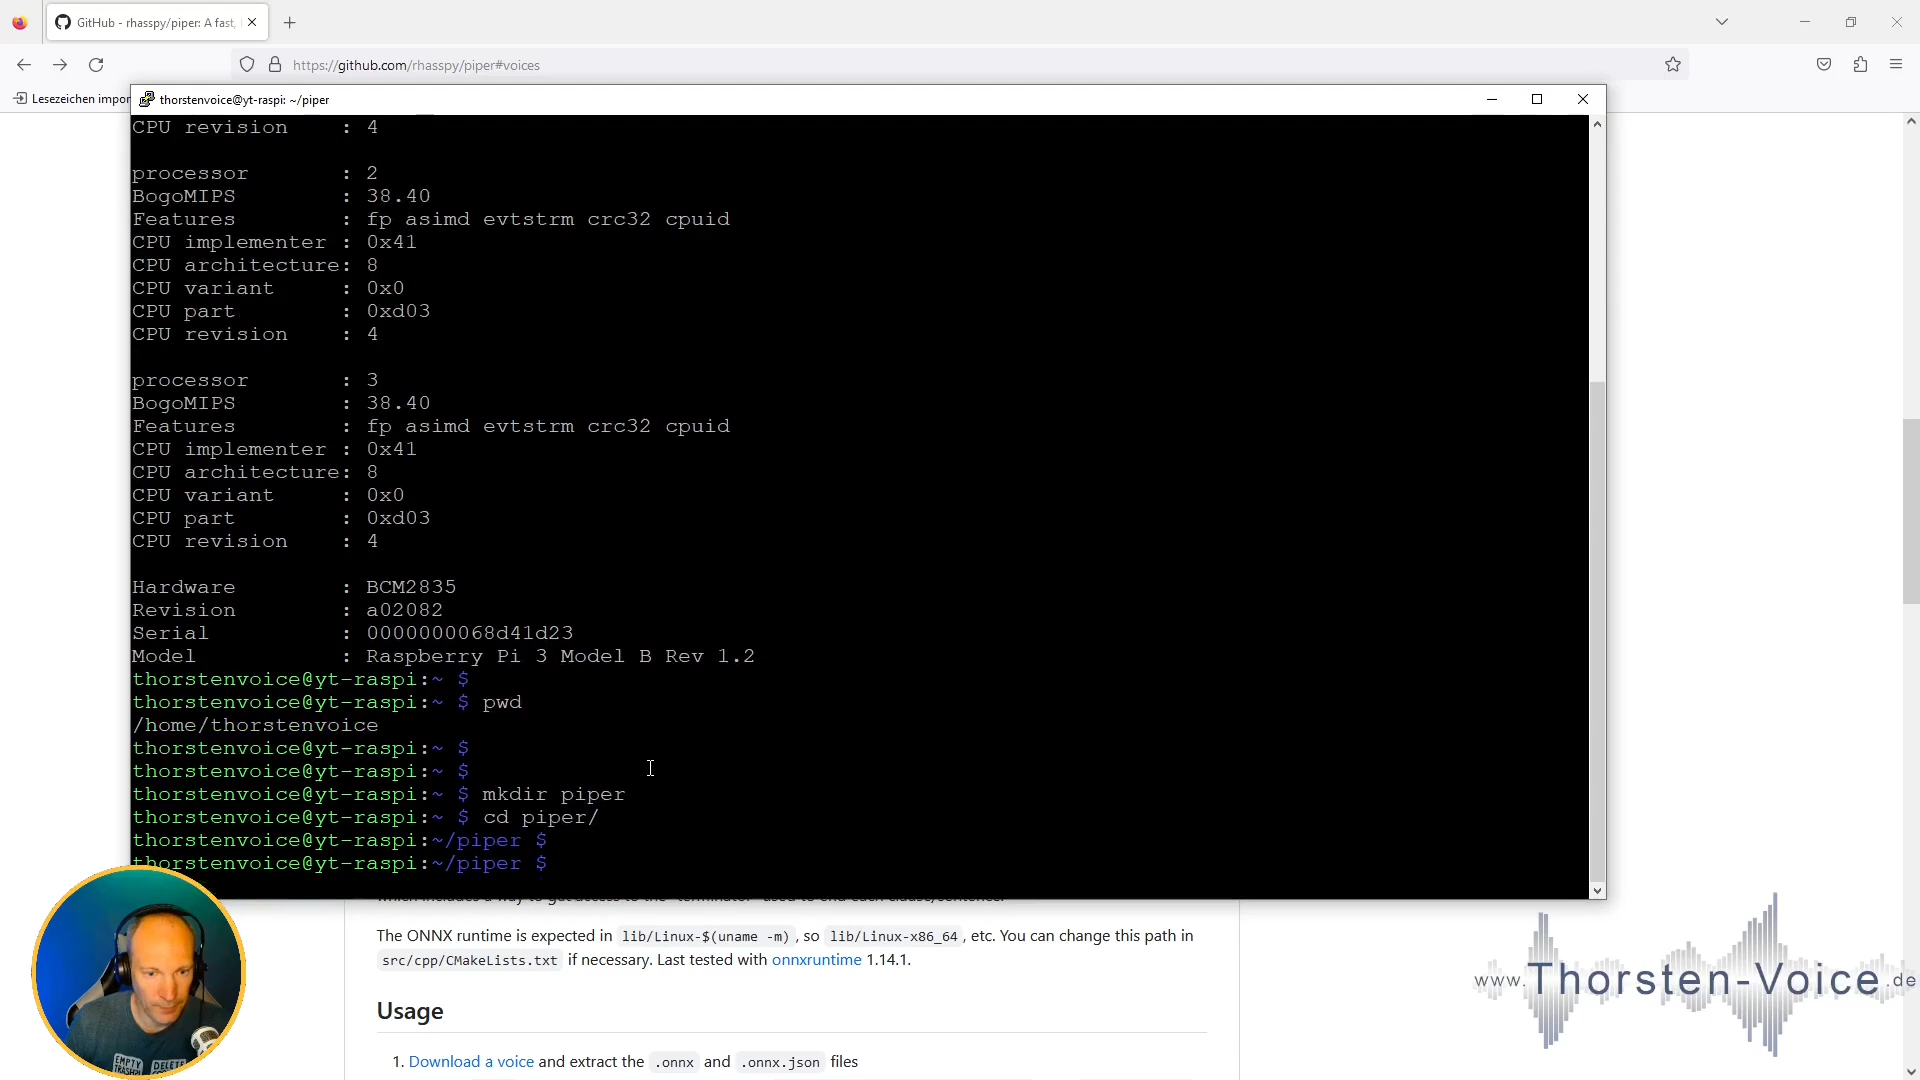 GitHub - rhasspy/piper: A fast,
https://github.com/rhasspy/piper#voices
Lesezeichen impor
thorstenvoice@yt-raspi: ~/piper
CPU revision : 4
processor : 2
BogoMIPS : 38.40
Features : fp asimd evtstrm crc32 cpuid
CPU implementer : 0x41
CPU architecture: 8
CPU variant : 0x0
CPU part : 0xd03
CPU revision : 4
processor : 3
BogoMIPS : 38.40
Features : fp asimd evtstrm crc32 cpuid
CPU implementer : 0x41
CPU architecture: 8
CPU variant : 0x0
CPU part : 0xd03
CPU revision : 4
Hardware : BCM2835
Revision : a02082
Serial : 0000000068d41d23
Model : Raspberry Pi 3 Model B Rev 1.2
thorstenvoice@yt-raspi:~ $
thorstenvoice@yt-raspi:~ $ pwd
/home/thorstenvoice
thorstenvoice@yt-raspi:~ $
thorstenvoice@yt-raspi:~ $
thorstenvoice@yt-raspi:~ $ mkdir piper
thorstenvoice@yt-raspi:~ $ cd piper/
thorstenvoice@yt-raspi:~/piper $
thorstenvoice@yt-raspi:~/piper $
The ONNX runtime is expected in lib/Linux-$(uname -m), so lib/Linux-x86_64, etc. You can change this path in
src/cpp/CMakeLists.txt if necessary. Last tested with onnxruntime 1.14.1.
Usage
1. Download a voice and extract the .onnx and .onnx.json files
www.Thorsten-Voice.de
EMPTY
TRASH?
DELETE